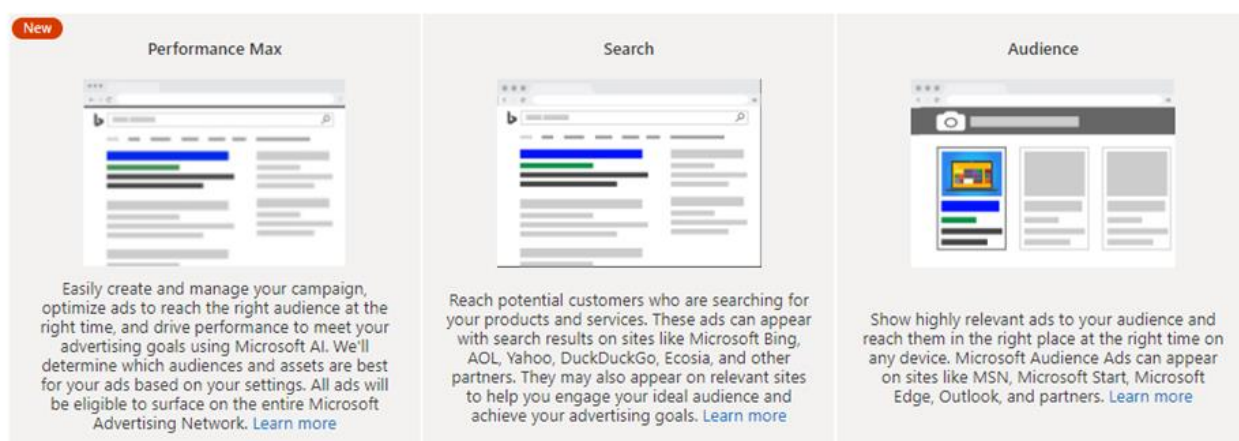 New
Performance Max
Easily create and manage your campaign,
optimize ads to reach the right audience at the
right time, and drive performance to meet your
advertising goals using Microsoft AI. We'll
determine which audiences and assets are best
for your ads based on your settings. All ads will
be eligible to surface on the entire Microsoft
Advertising Network. Learn more
Search
Reach potential customers who are searching for
your products and services. These ads can appear
with search results on sites like Microsoft Bing,
AOL, Yahoo, DuckDuckGo, Ecosia, and other
partners. They may also appear on relevant sites
to help you engage your ideal audience and
achieve your advertising goals. Learn more
Audience
Show highly relevant ads to your audience and
reach them in the right place at the right time on
any device. Microsoft Audience Ads can appear
on sites like MSN, Microsoft Start, Microsoft
Edge, Outlook, and partners. Learn more